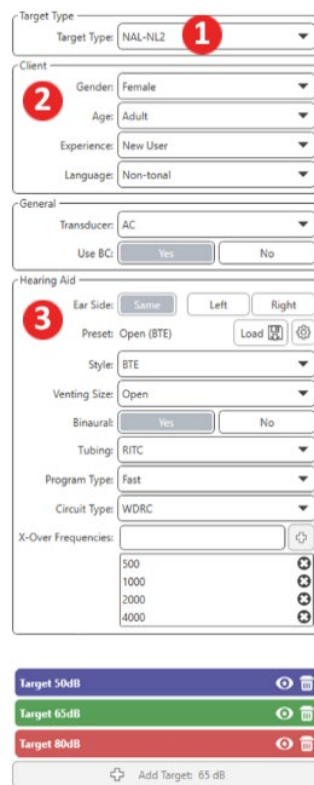 Target Type
Target Type: NAL-NL2 1
Client
2
Gender: Female
Age: Adult
Experience: New User
Language: Non-tonal
General
Transducer: AC
Use BC: Yes No
Hearing Aid
3
Ear Side: Same Left Right
Preset: Open (BTE) Load
Style: BTE
Venting Size: Open
Binaural: Yes No
Tubing: RITC
Program Type: Fast
Circuit Type: WDRC
X-Over Frequencies:
500
1000
2000
4000
Target 50dB
Target 65dB
Target 80dB
Add Target: 65 dB